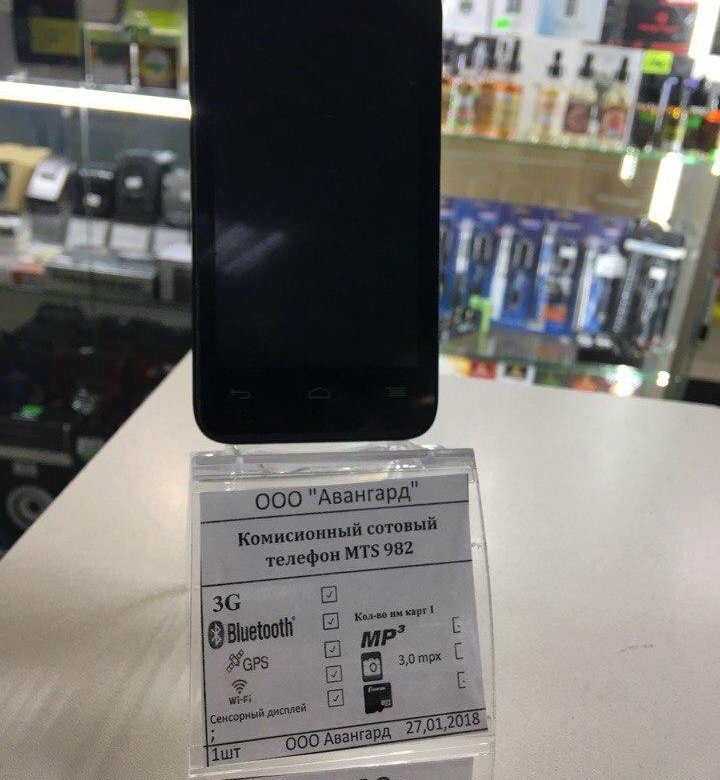 ООО "Авангард"
Комисионный сотовый
телефон MTS 982
3G
Bluetooth®
GPS
Wi-Fi
Сенсорный дисплей
;
1шт
Кол-во им карт 1
MP³
3,0 mpx
ООО Авангард 27,01,2018